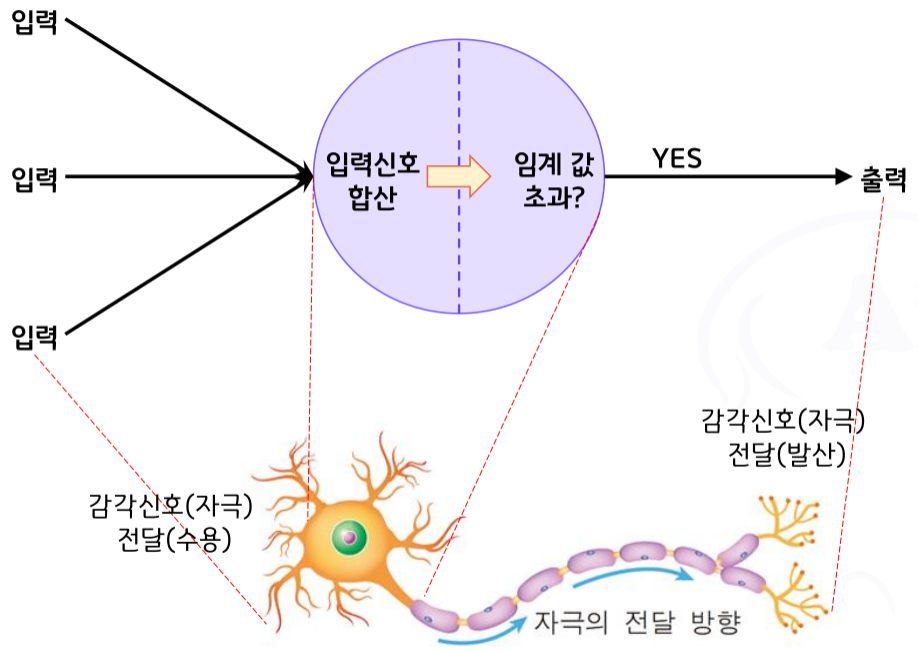 입력
입력
입력
입력신호
합산
임계 값
초과?
YES
출력
감각신호(자극)
전달(수용)
감각신호(자극)
전달(발산)
자극의 전달 방향